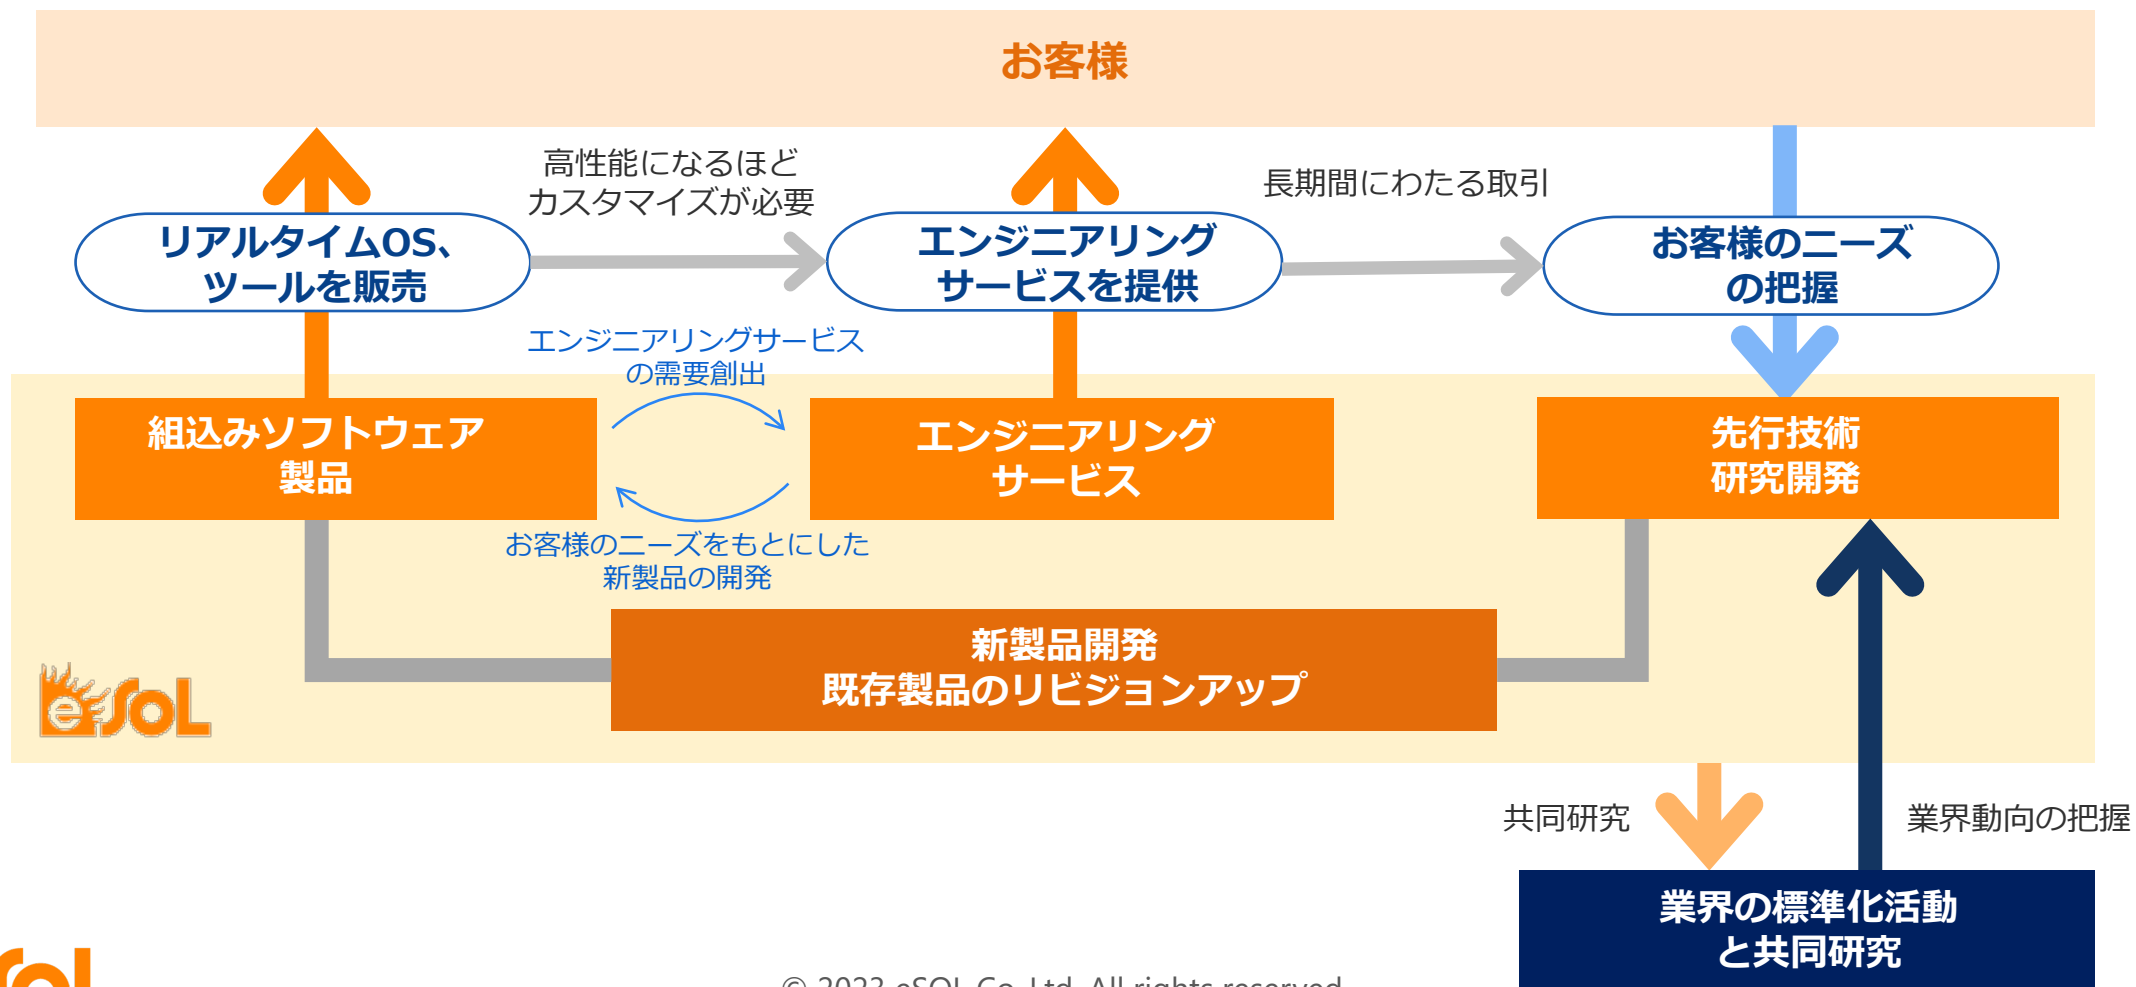 お客様
高性能になるほど
カスタマイズが必要
長期間にわたる取引
リアルタイムOS、
ツールを販売
エンジニアリング
サービスを提供
お客様のニーズ
の把握
エンジニアリングサービス
の需要創出
組込みソフトウェア
製品
エンジニアリング
サービス
先行技術
研究開発
お客様のニーズをもとにした
新製品の開発
新製品開発
既存製品のリビジョンアップ
eSOL
共同研究
業界動向の把握
業界の標準化活動
と共同研究
© 2023 eSOL Co.,Ltd. All rights reserved